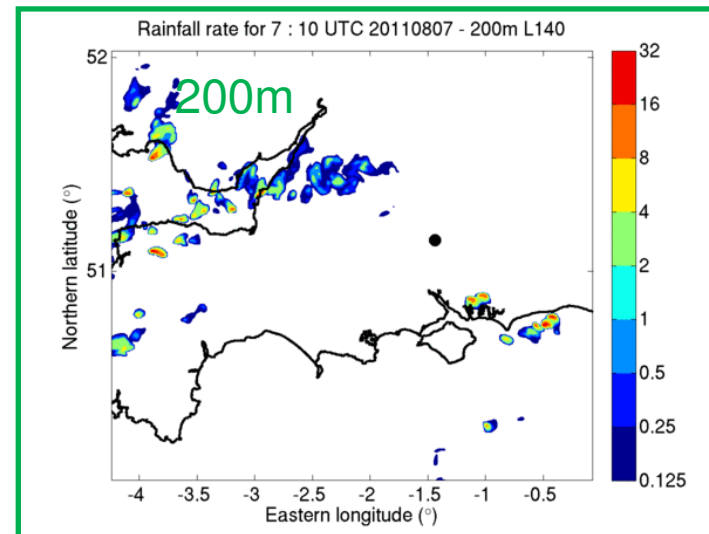 Rainfall rate for 7 : 10 UTC 20110807 - 200m L140
200m
52
51
Northern latitude (°)
-4 -3.5 -3 -2.5 -2 -1.5 -1 -0.5
Eastern longitude (°)
32
16
8
4
2
1
0.5
0.25
0.125